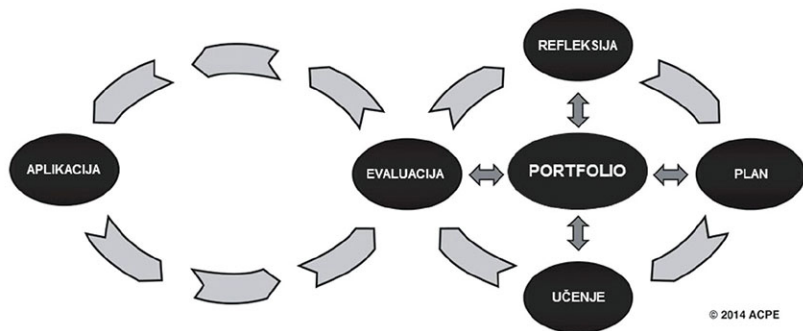 REFLEKSIJA
APLIKACIJA
EVALUACIJA
PORTFOLIO
PLAN
UČENJE
© 2014 ACPE